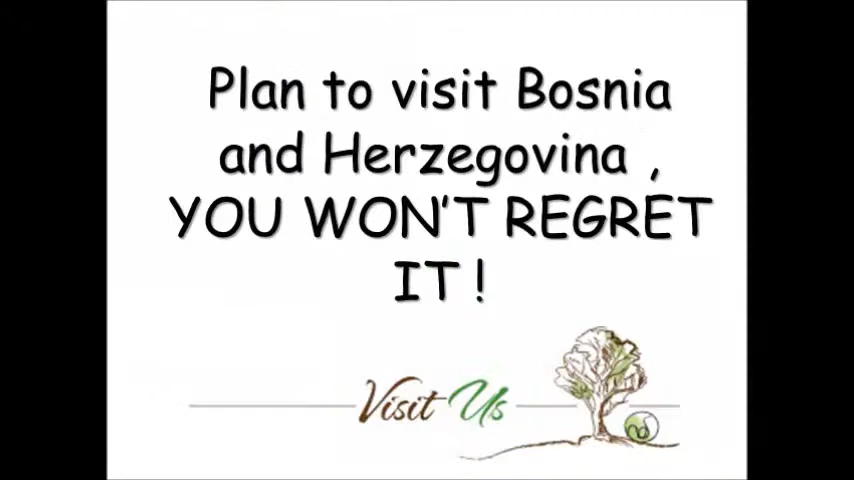 Plan to visit Bosnia
and Herzegovina ,
YOU WON'T REGRET
IT !
Visit Us